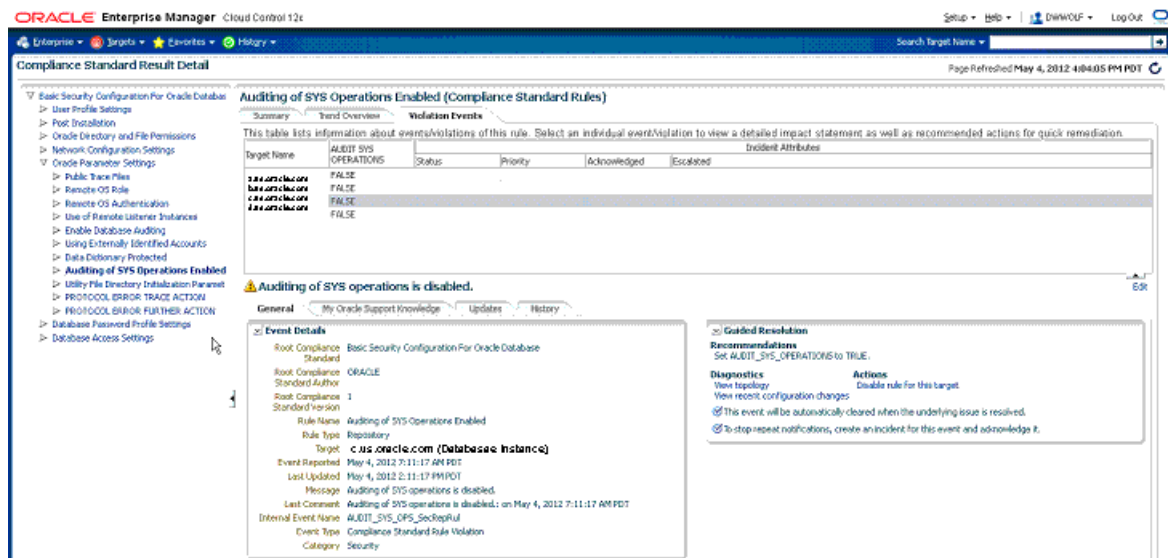 ORACLE Enterprise Manager Cloud Control 12c
Setup Help DWWOLF Log Out
Enterprise Targets Favorites History
Search Target Name
Compliance Standard Result Detail
Page Refreshed May 4, 2012 4:04:05 PM PDT
Basic Security Configuration For Oracle Databas
User Profile Settings
Post Installation
Oracle Directory and File Permissions
Network Configuration Settings
Oracle Parameter Settings
Public Trace Files
Remote OS Role
Remote OS Authentication
Use of Remote Listener Instances
Enable Database Auditing
Using Externally Identified Accounts
Data Dictionary Protected
Auditing of SYS Operations Enabled
Utility File Directory Initialization Paramet
PROTOCOL ERROR TRACE ACTION
PROTOCOL ERROR FURTHER ACTION
Database Password Profile Settings
Database Access Settings
Auditing of SYS Operations Enabled (Compliance Standard Rules)
Summary Trend Overview Violation Events
This table lists information about events/violations of this rule. Select an individual event/violation to view a detailed impact statement as well as recommended actions for quick remediation.
Target Name
AUDIT SYS OPERATIONS
Incident Attributes
Status Priority Acknowledged Escalated
a.us.oracle.com FALSE
b.us.oracle.com FALSE
c.us.oracle.com FALSE
d.us.oracle.com FALSE
Auditing of SYS operations is disabled.
Edit
General My Oracle Support Knowledge Updates History
Event Details
Root Compliance Standard Basic Security Configuration For Oracle Database
Root Compliance Standard Author ORACLE
Root Compliance Standard Version 1
Rule Name Auditing of SYS Operations Enabled
Rule Type Repository
Target c.us.oracle.com (Databasee Instance)
Event Reported May 4, 2012 7:11:17 AM PDT
Last Updated May 4, 2012 2:11:17 PM PDT
Message Auditing of SYS operations is disabled.
Last Comment Auditing of SYS operations is disabled.: on May 4, 2012 7:11:17 AM PDT
Internal Event Name AUDIT_SYS_OPS_SecRepRul
Event Type Compliance Standard Rule Violation
Category Security
Guided Resolution
Recommendations
Set AUDIT_SYS_OPERATIONS to TRUE.
Diagnostics
View topology
View recent configuration changes
Actions
Disable rule for this target
This event will be automatically cleared when the underlying issue is resolved.
To stop repeat notifications, create an incident for this event and acknowledge it.